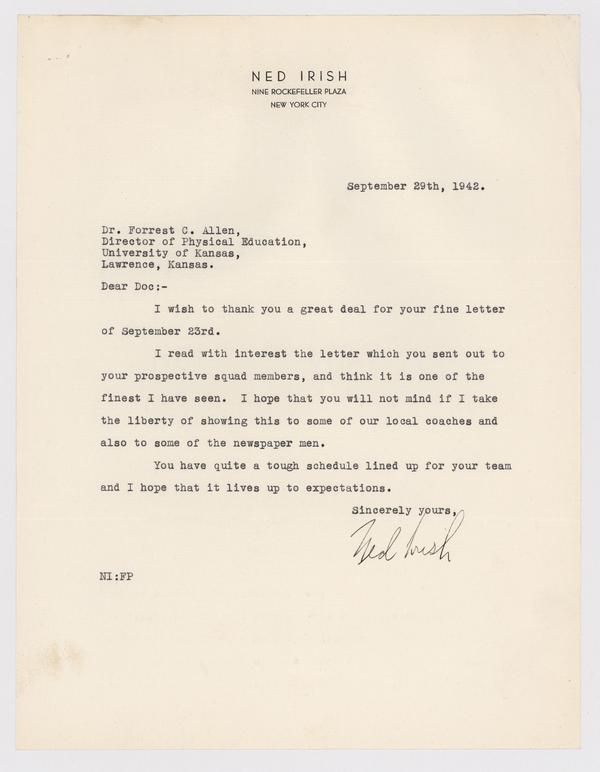 NED IRISH
NINE ROCKEFELLER PLAZA
NEW YORK CITY
September 29th, 1942.
Dr. Forrest C. Allen,
Director of Physical Education,
University of Kansas,
Lawrence, Kansas.
Dear Doc:-
I wish to thank you a great deal for your fine letter
of September 23rd.
I read with interest the letter which you sent out to
your prospective squad members, and think it is one of the
finest I have seen. I hope that you will not mind if I take
the liberty of showing this to some of our local coaches and
also to some of the newspaper men.
You have quite a tough schedule lined up for your team
and I hope that it lives up to expectations.
Sincerely yours,
Ned Irish
NI:FP